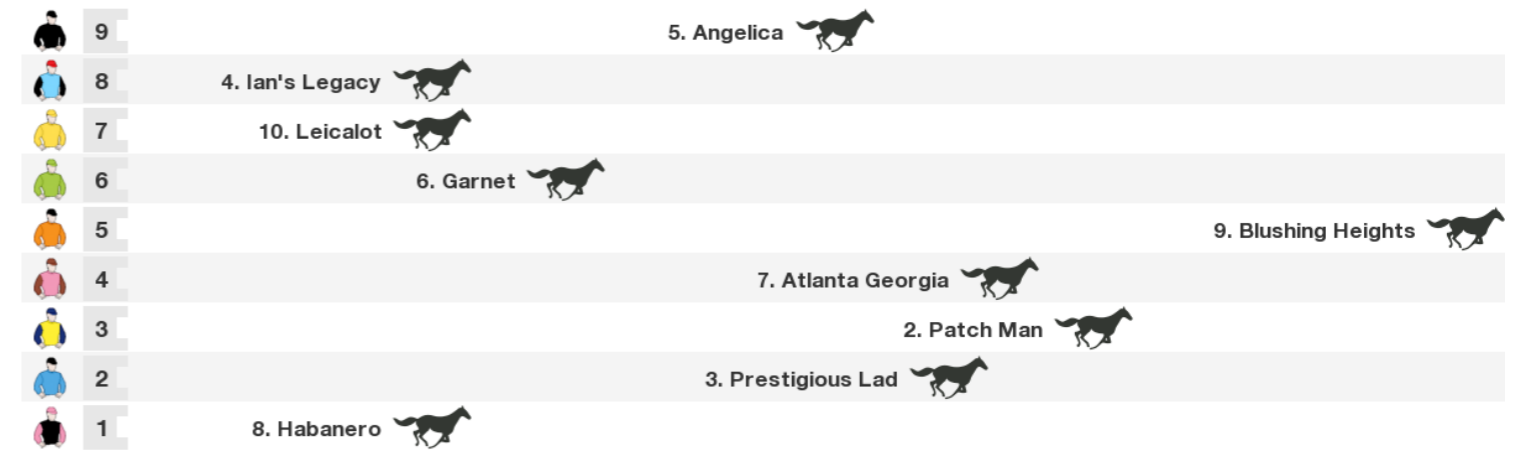 9 5. Angelica
8 4. Ian's Legacy
7 10. Leicalot
6 6. Garnet
5 9. Blushing Heights
4 7. Atlanta Georgia
3 2. Patch Man
2 3. Prestigious Lad
1 8. Habanero